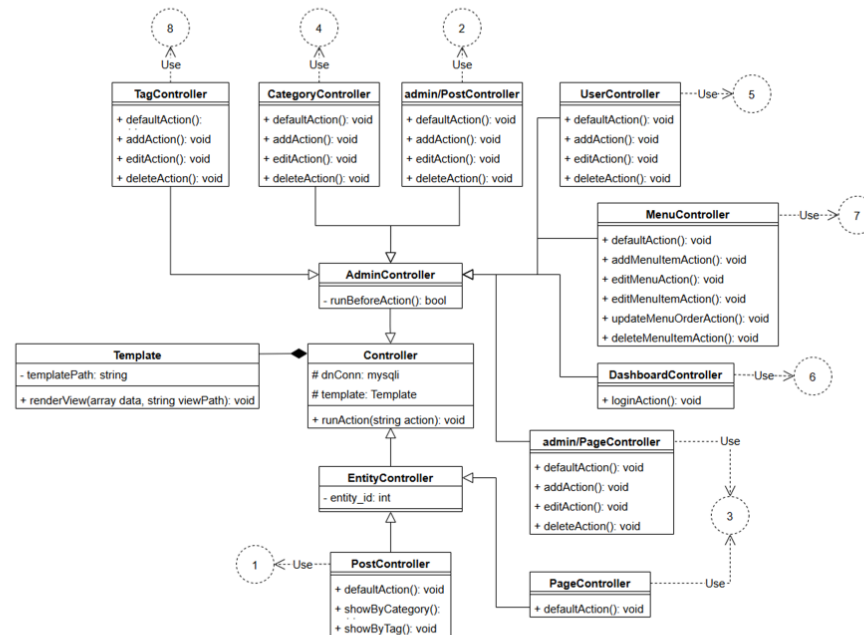 8
4
2
Use
Use
Use
TagController
+ defaultAction():
+ addAction(): void
+ editAction(): void
+ deleteAction(): void
CategoryController
+ defaultAction(): void
+ addAction(): void
+ editAction(): void
+ deleteAction(): void
admin/PostController
+ defaultAction(): void
+ addAction(): void
+ editAction(): void
+ deleteAction(): void
UserController
+ defaultAction(): void
+ addAction(): void
+ editAction(): void
+ deleteAction(): void
Use
5
MenuController
+ defaultAction(): void
+ addMenuItemAction(): void
+ editMenuAction(): void
+ editMenuItemAction(): void
+ updateMenuOrderAction(): void
+ deleteMenuItemAction(): void
Use
7
AdminController
- runBeforeAction(): bool
Template
- templatePath: string
+ renderView(array data, string viewPath): void
Controller
# dnConn: mysqli
# template: Template
+ runAction(string action): void
DashboardController
+ loginAction(): void
Use
6
admin/PageController
+ defaultAction(): void
+ addAction(): void
+ editAction(): void
+ deleteAction(): void
Use
3
EntityController
- entity_id: int
1
Use
PostController
+ defaultAction(): void
+ showByCategory():
+ showByTag(): void
PageController
+ defaultAction(): void
Use